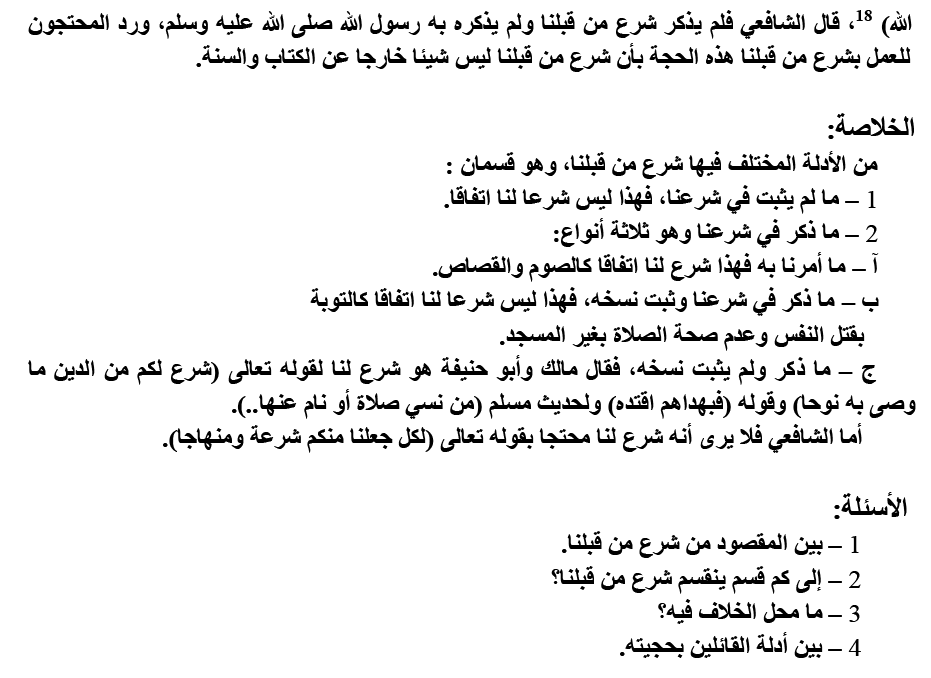 الله) 18، قال الشافعي فلم يذكر شرع من قبلنا ولم يذكره به رسول الله صلى الله عليه وسلم، ورد المحتجون
للعمل بشرع من قبلنا هذه الحجة بأن شرع من قبلنا ليس شيئا خارجا عن الكتاب والسنة.
الخلاصة:
من الأدلة المختلف فيها شرع من قبلنا، وهو قسمان :
1 – ما لم يثبت في شرعنا، فهذا ليس شرعا لنا اتفاقا.
2 – ما ذكر في شرعنا وهو ثلاثة أنواع:
آ – ما أمرنا به فهذا شرع لنا اتفاقا كالصوم والقصاص.
ب – ما ذكر في شرعنا وثبت نسخه، فهذا ليس شرعا لنا اتفاقا كالتوبة
بقتل النفس وعدم صحة الصلاة بغير المسجد.
ج – ما ذكر ولم يثبت نسخه، فقال مالك وأبو حنيفة هو شرع لنا لقوله تعالى (شرع لكم من الدين ما
وصى به نوحا) وقوله (فبهداهم اقتده) ولحديث مسلم (من نسي صلاة أو نام عنها..).
أما الشافعي فلا يرى أنه شرع لنا محتجا بقوله تعالى (لكل جعلنا منكم شرعة ومنهاجا).
الأسئلة:
1 – بين المقصود من شرع من قبلنا.
2 – إلى كم قسم ينقسم شرع من قبلنا؟
3 – ما محل الخلاف فيه؟
4 – بين أدلة القائلين بحجيته.